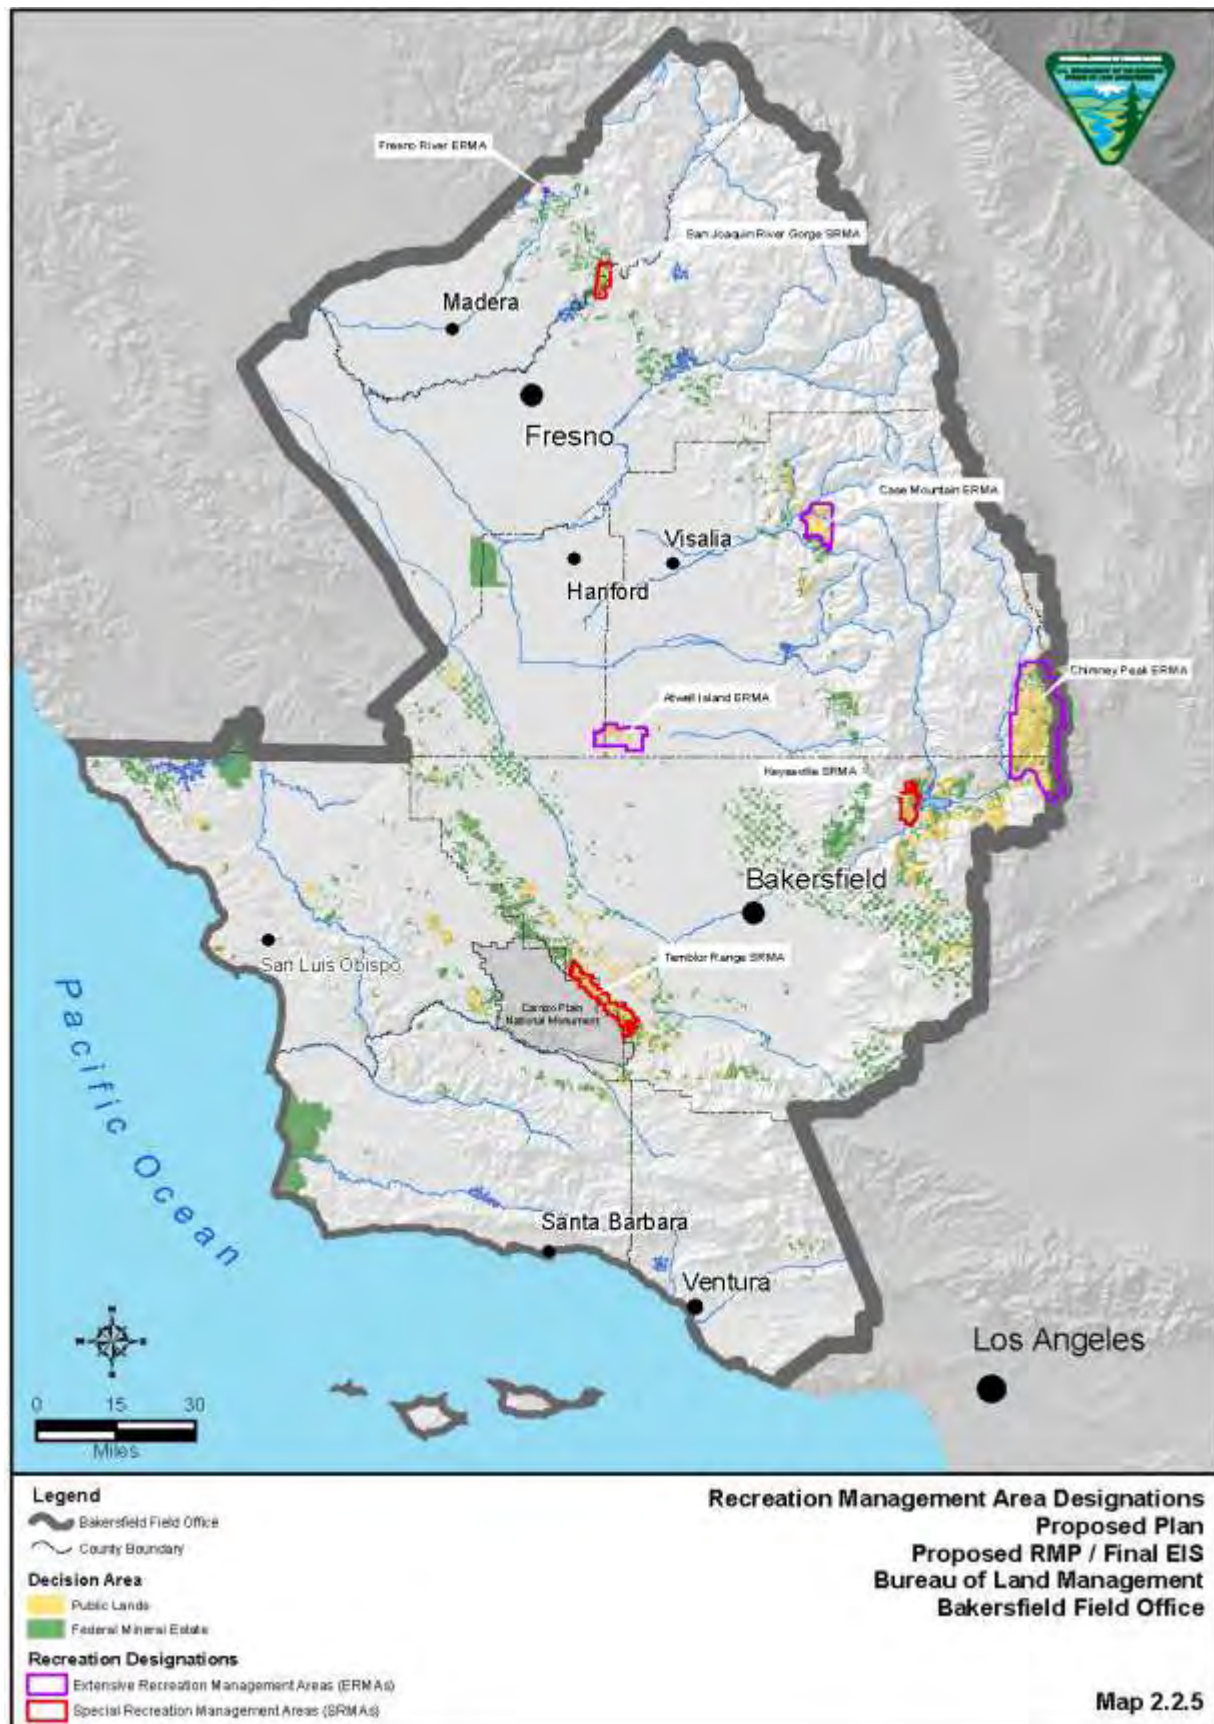 Fresno River ERMA
San Joaquin River Gorge SRMA
Madera
Fresno
Case Mountain ERMA
Visalia
Hanford
Chimney Peak ERMA
Atwell Island ERMA
Keysville SRMA
Bakersfield
San Luis Obispo
Temblor Range SRMA
Carrizo Plain
National Monument
Pacific Ocean
Santa Barbara
Ventura
Los Angeles
N
W E
S
0 15 30
Miles
Legend
Bakersfield Field Office
County Boundary
Decision Area
Public Lands
Federal Mineral Estate
Recreation Designations
Extensive Recreation Management Areas (ERMAs)
Special Recreation Management Areas (SRMAs)
Recreation Management Area Designations
Proposed Plan
Proposed RMP / Final EIS
Bureau of Land Management
Bakersfield Field Office
Map 2.2.5